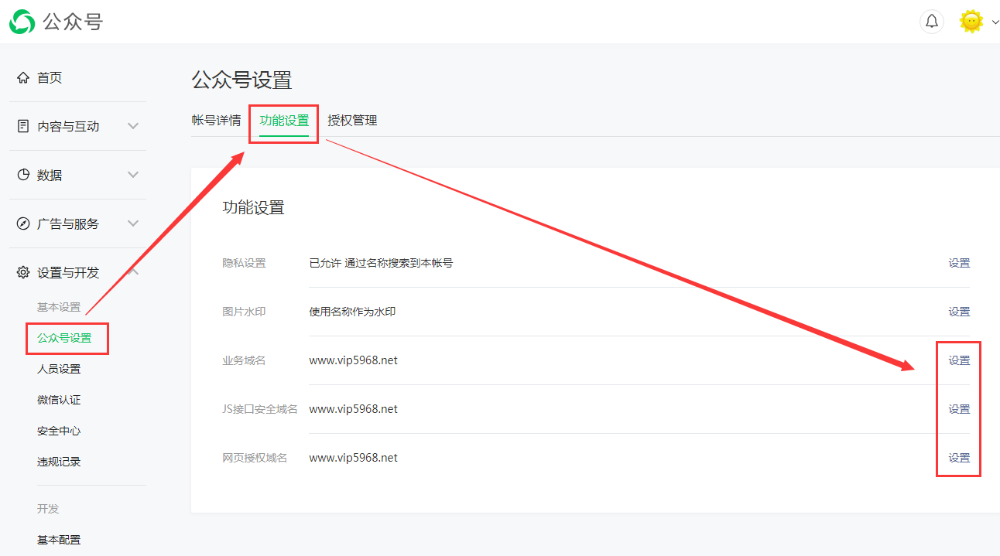 公众号
首页
内容与互动
数据
广告与服务
设置与开发
基本设置
公众号设置
人员设置
微信认证
安全中心
违规记录
开发
基本配置
公众号设置
帐号详情 功能设置 授权管理
功能设置
隐私设置 已允许 通过名称搜索到本帐号 设置
图片水印 使用名称作为水印 设置
业务域名 www.vip5968.net 设置
JS接口安全域名 www.vip5968.net 设置
网页授权域名 www.vip5968.net 设置